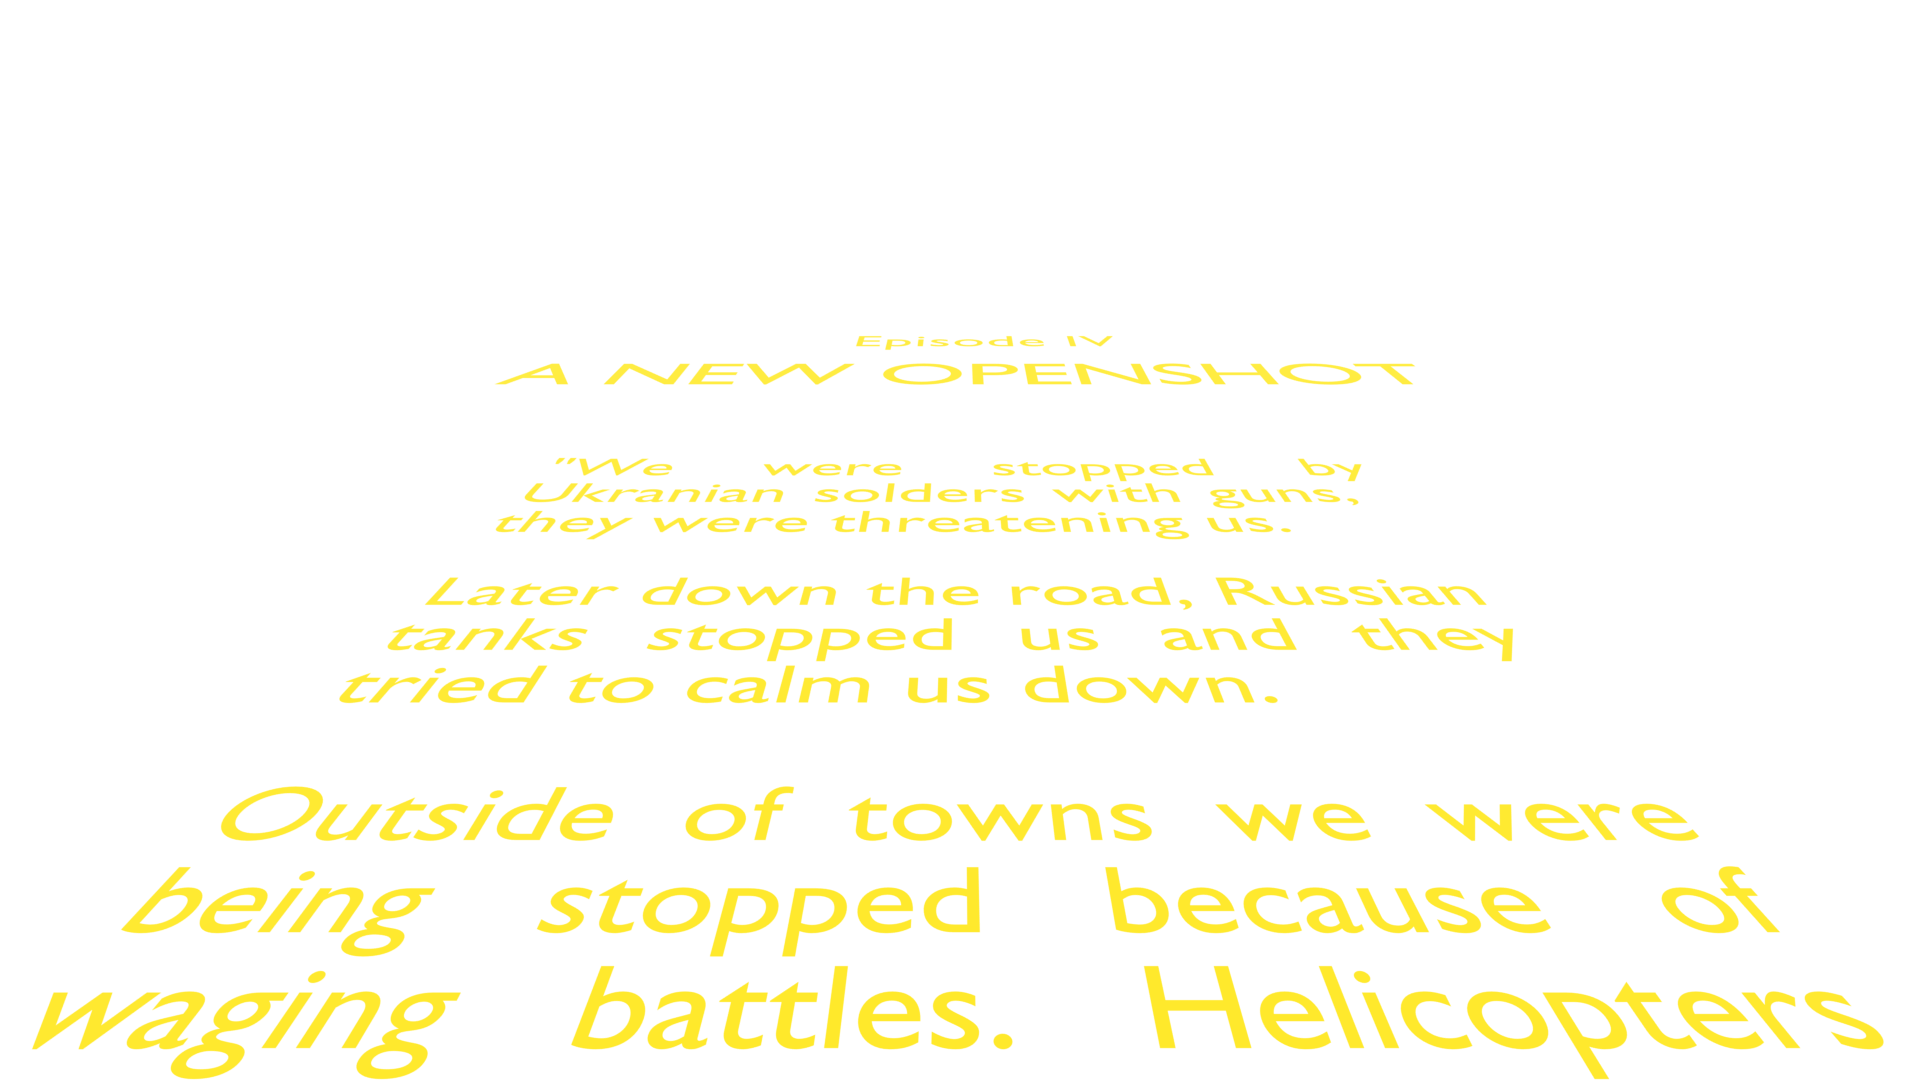 Episode IV
A NEW OPENSHOT
"We were stopped by
Ukranian solders with guns,
they were threatening us.
Later down the road, Russian
tanks stopped us and they
tried to calm us down.
Outside of towns we were
being stopped because of
waging battles. Helicopters